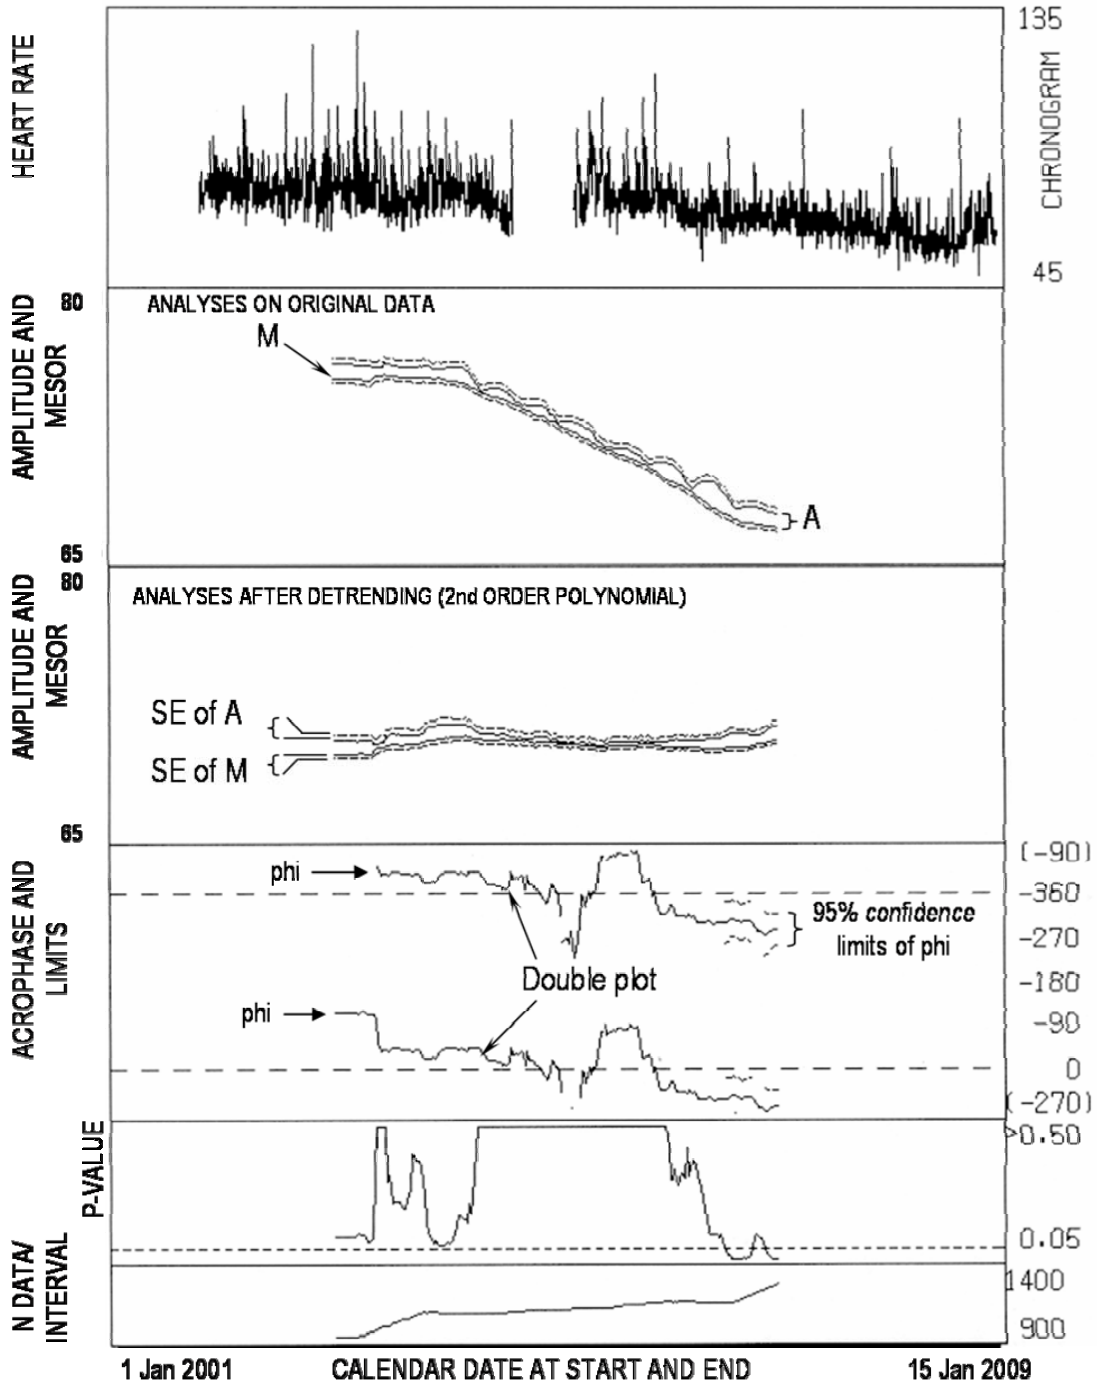 HEART RATE
135
CHRONOGRAM
45
AMPLITUDE AND
MESOR
80
ANALYSES ON ORIGINAL DATA
M
A
65
AMPLITUDE AND
MESOR
80
ANALYSES AFTER DETRENDING (2nd ORDER POLYNOMIAL)
SE of A
SE of M
65
ACROPHASE AND
LIMITS
phi
(-90)
-360
95% confidence
limits of phi
-270
Double plot
-180
phi
-90
0
(-270)
P-VALUE
>0.50
0.05
N DATA/
INTERVAL
1400
900
1 Jan 2001
CALENDAR DATE AT START AND END
15 Jan 2009